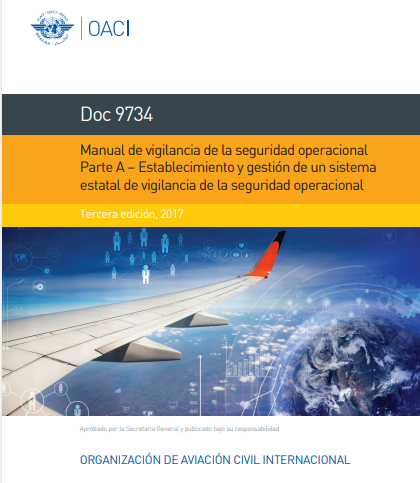 OACI
Doc 9734
Manual de vigilancia de la seguridad operacional
Parte A – Establecimiento y gestión de un sistema
estatal de vigilancia de la seguridad operacional
Tercera edición, 2017
Aprobado por la Secretaria General y publicado bajo su responsabilidad
ORGANIZACIÓN DE AVIACIÓN CIVIL INTERNACIONAL